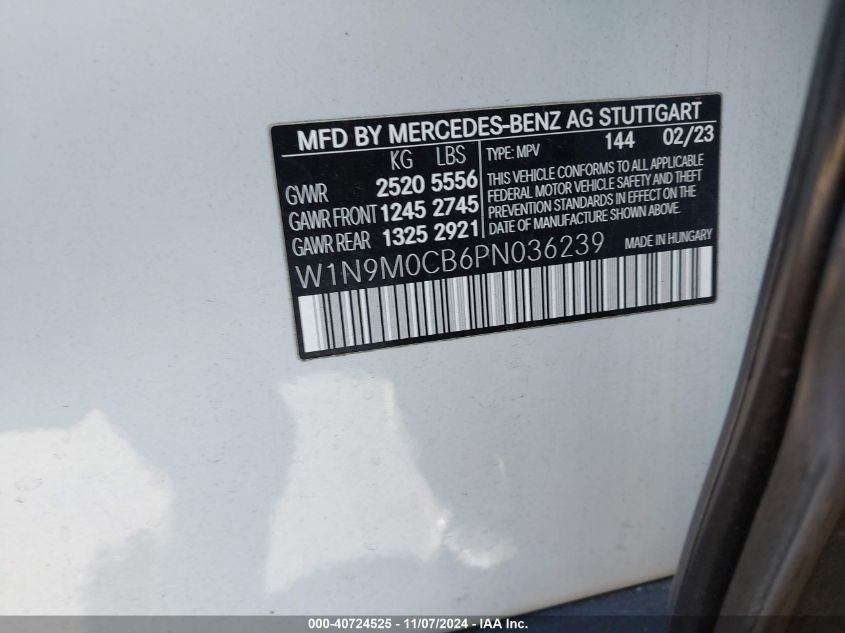 MFD BY MERCEDES-BENZ AG STUTTGART
KG LBS
GVWR 2520 5556
GAWR FRONT 1245 2745
GAWR REAR 1325 2921
144 02/23
TYPE: MPV
THIS VEHICLE CONFORMS TO ALL APPLICABLE
FEDERAL MOTOR VEHICLE SAFETY AND THEFT
PREVENTION STANDARDS IN EFFECT ON THE
DATE OF MANUFACTURE SHOWN ABOVE.
W1N9M0CB6PN036239
MADE IN HUNGARY
000-40724525 - 11/07/2024 - IAA Inc.